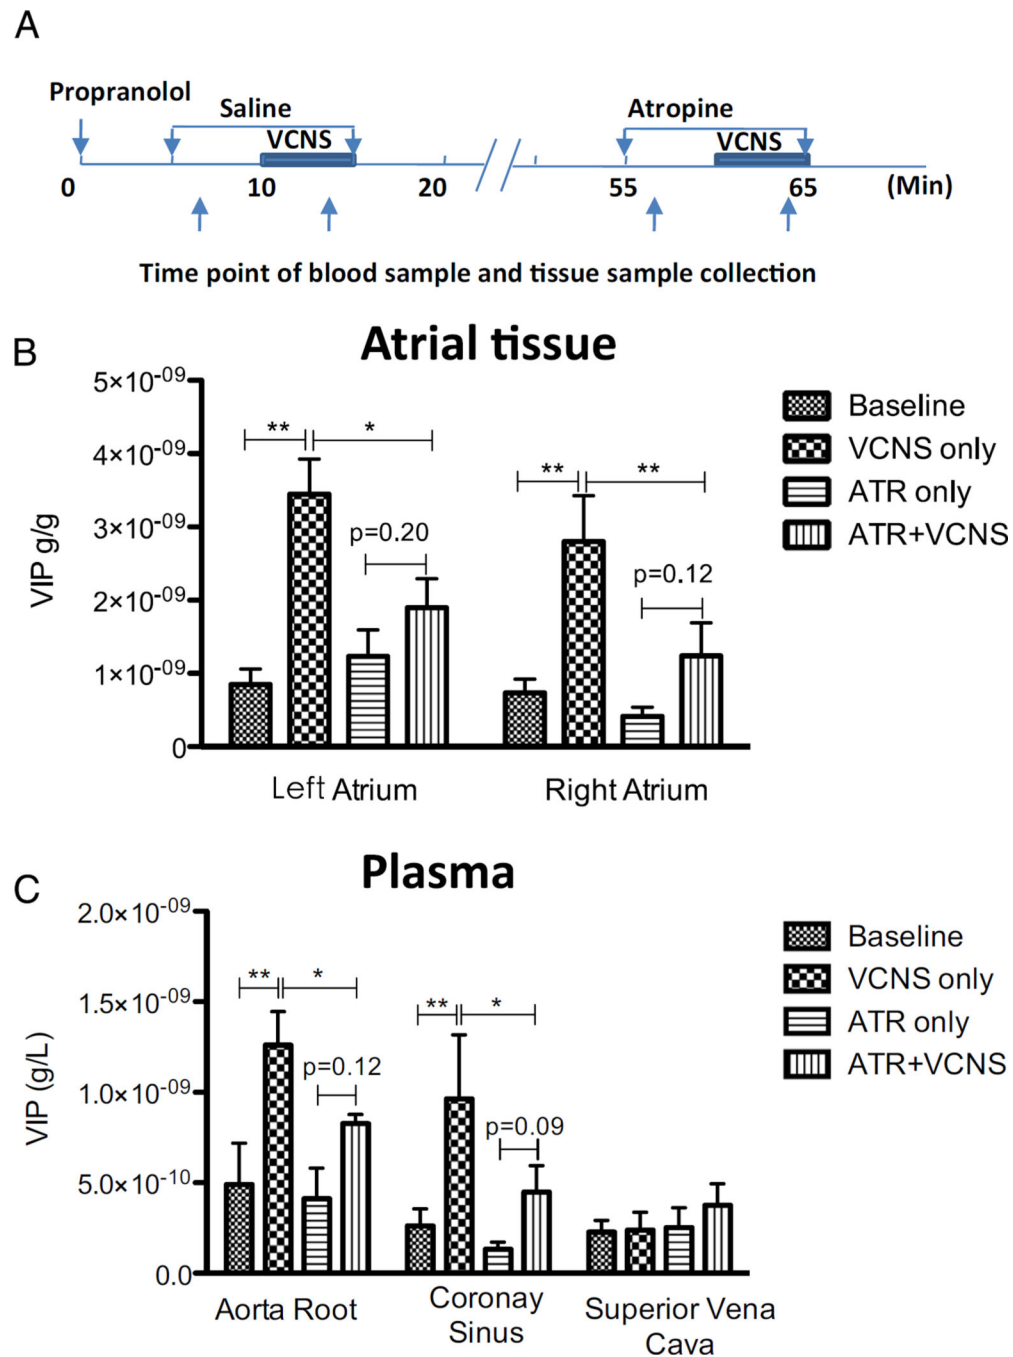 A
Propranolol
Saline
Atropine
VCNS
VCNS
0
10
20
55
65
(Min)
Time point of blood sample and tissue sample collection
B
Atrial tissue
5×10-09
4×10-09
3×10-09
2×10-09
1×10-09
0
VIP g/g
**
*
**
**
p=0.20
p=0.12
Left Atrium
Right Atrium
Baseline
VCNS only
ATR only
ATR+VCNS
C
Plasma
2.0×10-09
1.5×10-09
1.0×10-09
5.0×10-10
0.0
VIP (g/L)
**
*
**
*
p=0.12
p=0.09
Aorta Root
Coronay
Sinus
Superior Vena
Cava
Baseline
VCNS only
ATR only
ATR+VCNS